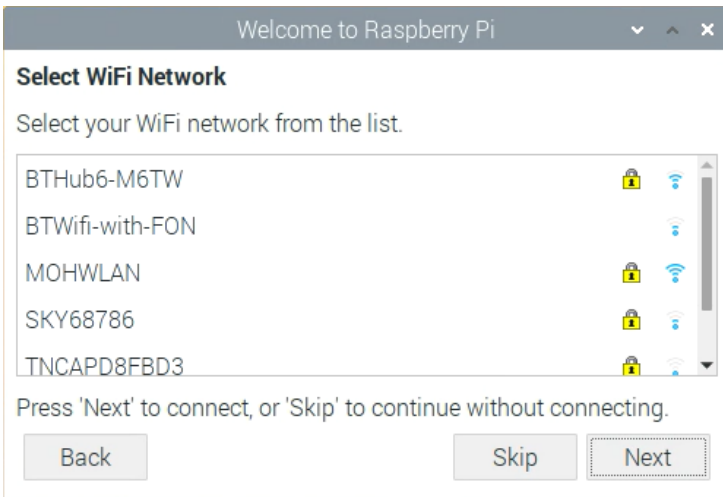 Welcome to Raspberry Pi
Select WiFi Network
Select your WiFi network from the list.
BTHub6-M6TW
BTWifi-with-FON
MOHWLAN
SKY68786
TNCAPD8FBD3
Press 'Next' to connect, or 'Skip' to continue without connecting.
Back Skip Next